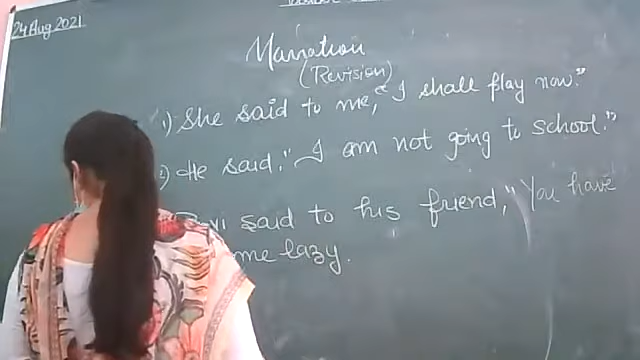 24 Aug 2021
Narration
(Revision)
1) She said to me, "I shall play now."
2) He said, "I am not going to school."
said to his friend, "You have
me lazy.